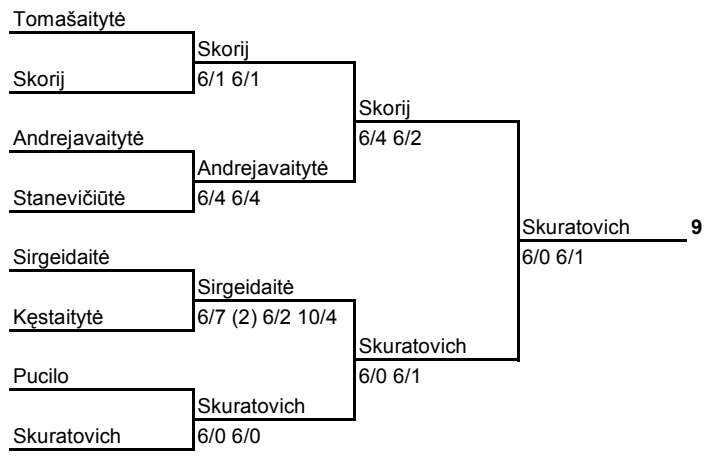 Tomašaitytė
Skorij
Skorij
6/1 6/1
Skorij
6/4 6/2
Andrejavaitytė
Andrejavaitytė
Stanevičiūtė
6/4 6/4
Skuratovich
9
6/0 6/1
Sirgeidaitė
Sirgeidaitė
Kęstaitytė
6/7 (2) 6/2 10/4
Skuratovich
6/0 6/1
Pucilo
Skuratovich
Skuratovich
6/0 6/0